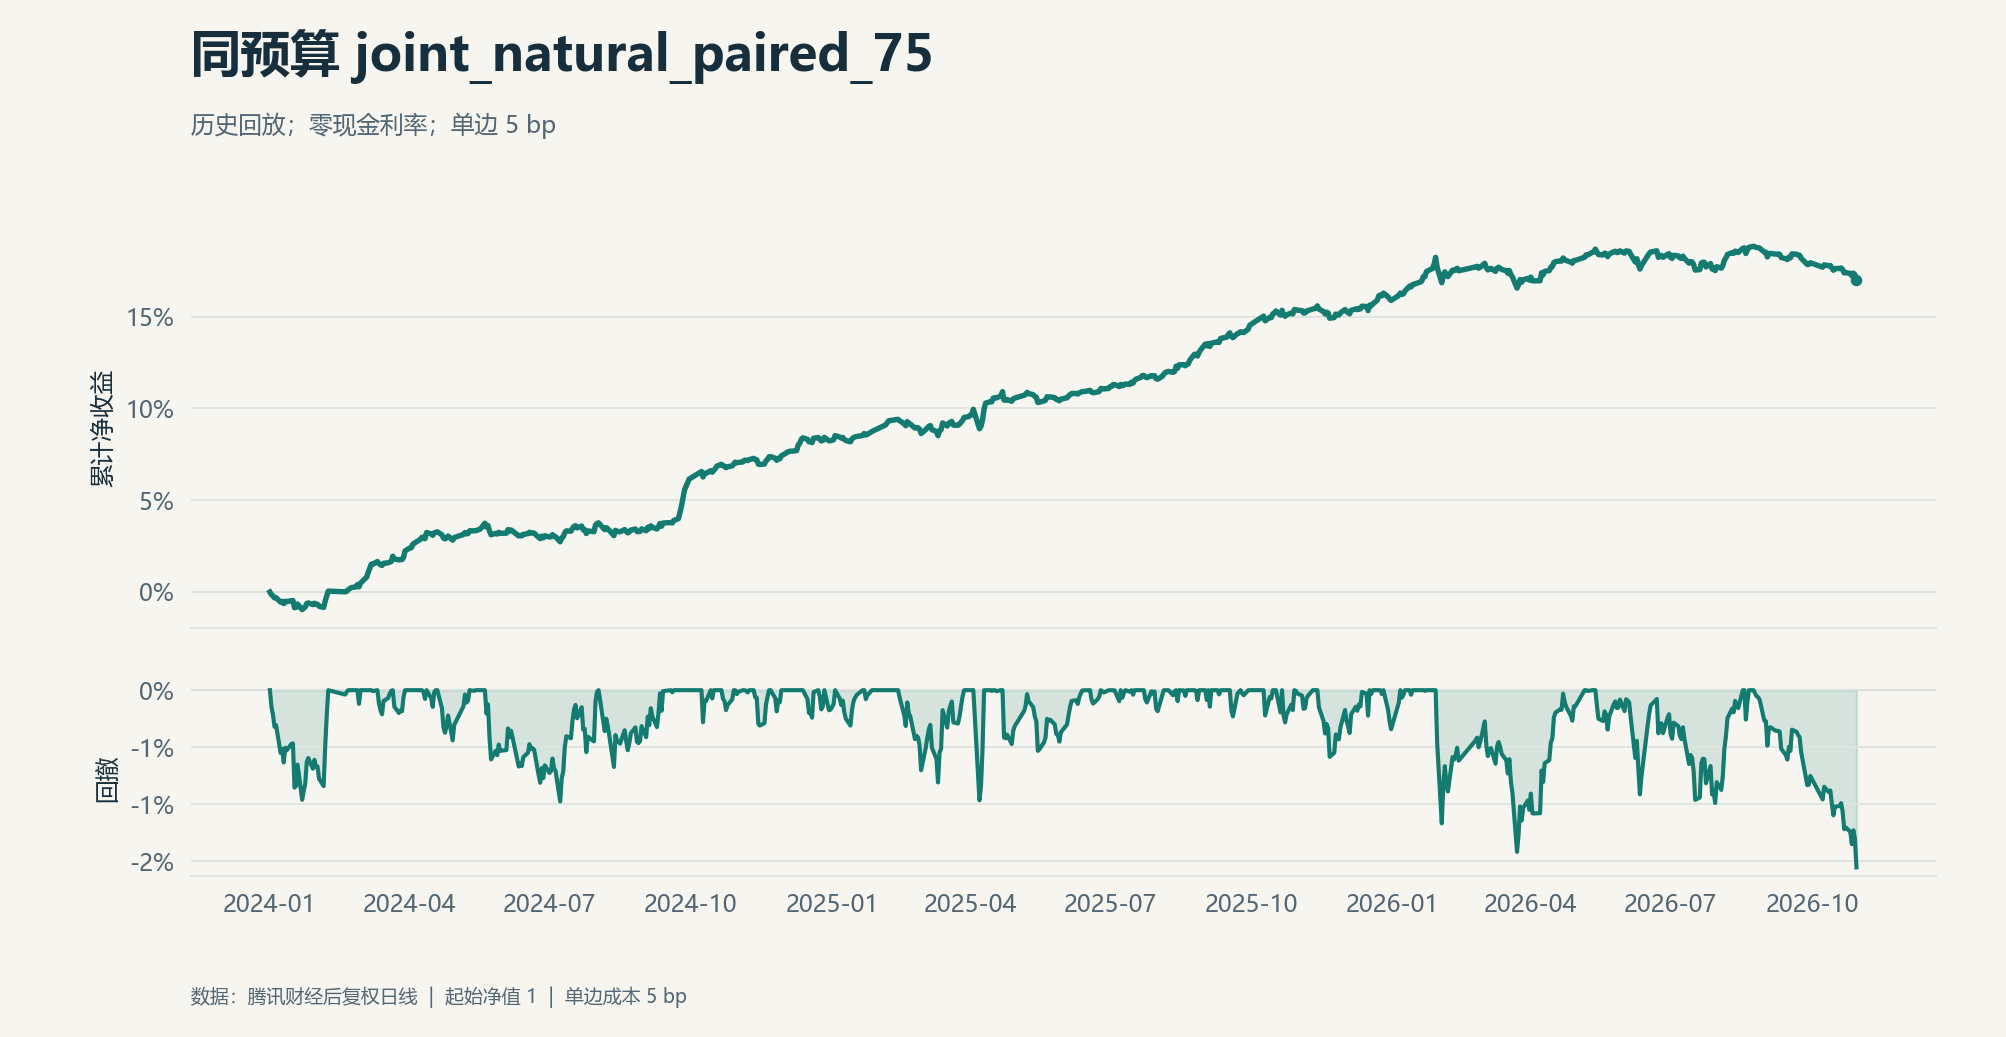 同预算 joint_natural_paired_75
历史回放；零现金利率；单边 5 bp
累计净收益
15%
10%
5%
0%
回撤
0%
-1%
-1%
-2%
2024-01 2024-04 2024-07 2024-10 2025-01 2025-04 2025-07 2025-10 2026-01 2026-04 2026-07 2026-10
数据：腾讯财经后复权日线 | 起始净值 1 | 单边成本 5 bp